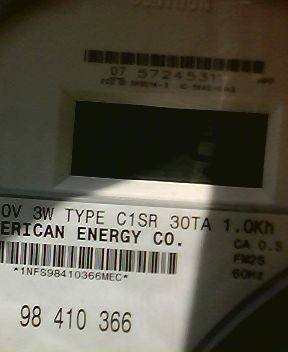 CENTRON
07 5724531
0V 3W TYPE C1SR 30TA 1.0Kh
ERICAN ENERGY CO.
CA 0.5
FM2S
60Hz
*1NFS98410366MEC*
98 410 366